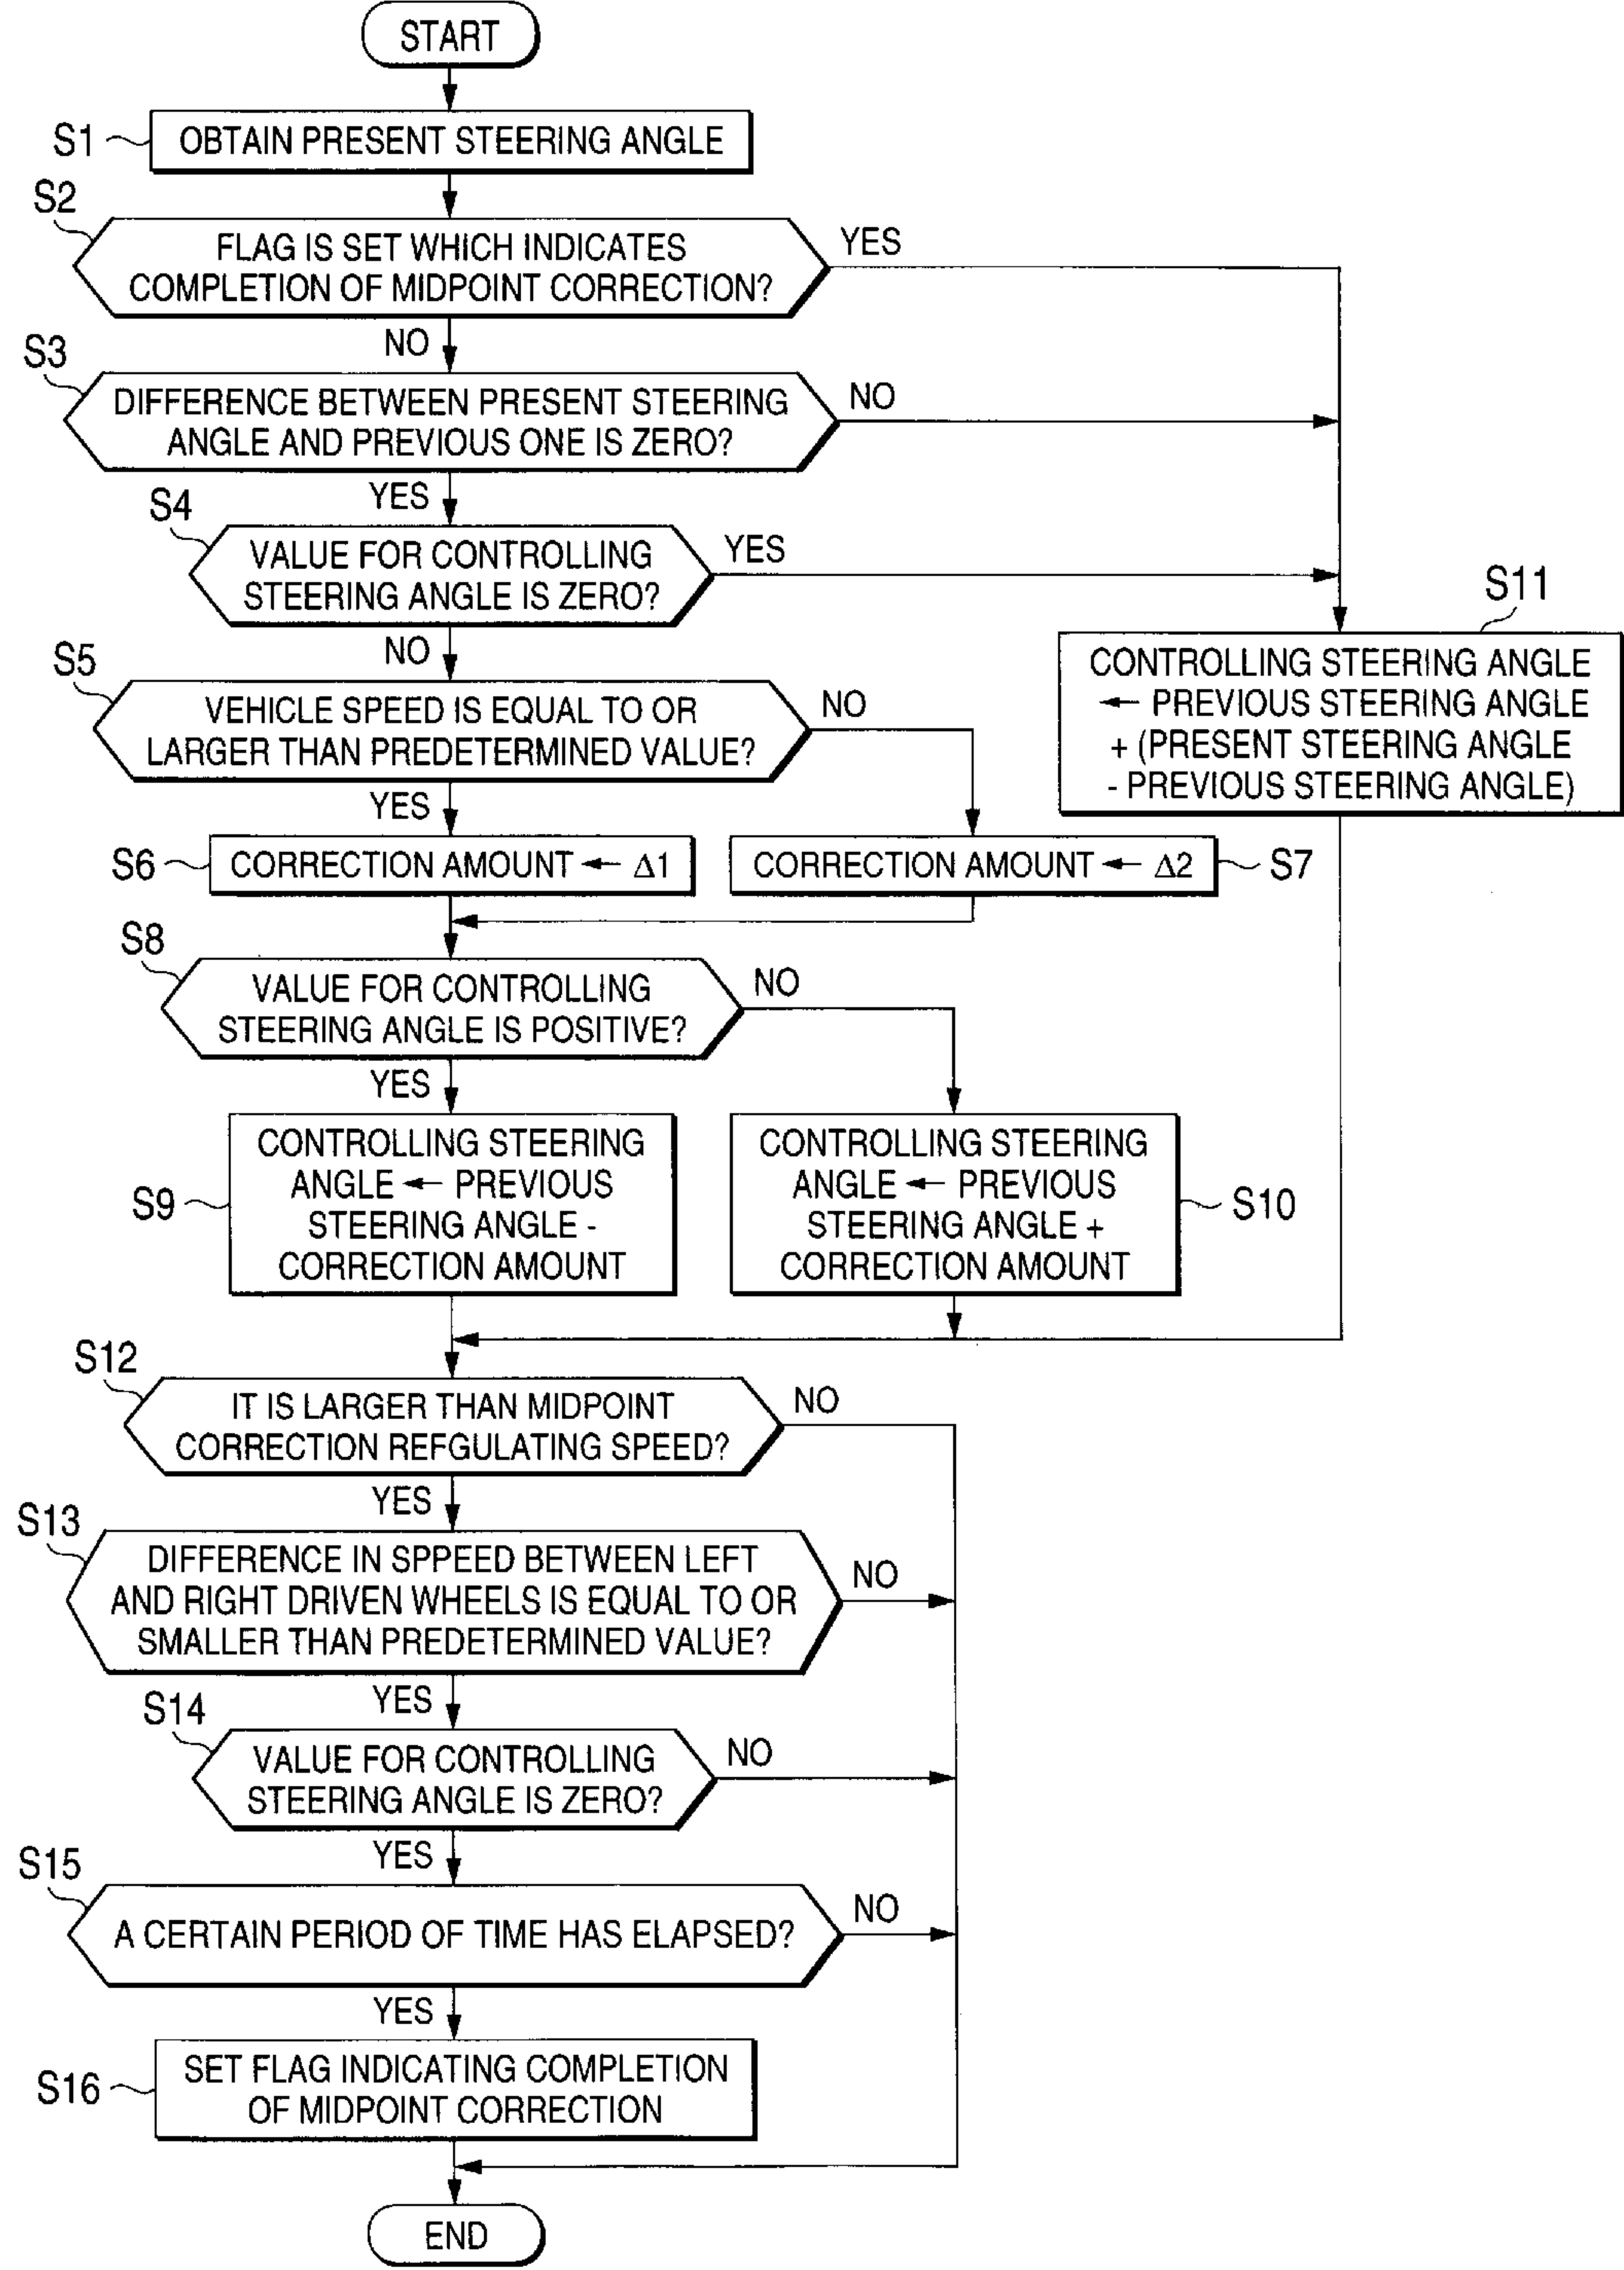 START
S1
OBTAIN PRESENT STEERING ANGLE
S2
FLAG IS SET WHICH INDICATES
COMPLETION OF MIDPOINT CORRECTION?
YES
NO
S3
DIFFERENCE BETWEEN PRESENT STEERING
ANGLE AND PREVIOUS ONE IS ZERO?
NO
YES
S4
VALUE FOR CONTROLLING
STEERING ANGLE IS ZERO?
YES
NO
S11
CONTROLLING STEERING ANGLE
← PREVIOUS STEERING ANGLE
+ (PRESENT STEERING ANGLE
- PREVIOUS STEERING ANGLE)
S5
VEHICLE SPEED IS EQUAL TO OR
LARGER THAN PREDETERMINED VALUE?
NO
YES
S6
CORRECTION AMOUNT ← Δ1
CORRECTION AMOUNT ← Δ2
S7
S8
VALUE FOR CONTROLLING
STEERING ANGLE IS POSITIVE?
NO
YES
S9
CONTROLLING STEERING
ANGLE ← PREVIOUS
STEERING ANGLE -
CORRECTION AMOUNT
CONTROLLING STEERING
ANGLE ← PREVIOUS
STEERING ANGLE +
CORRECTION AMOUNT
S10
S12
IT IS LARGER THAN MIDPOINT
CORRECTION REFGULATING SPEED?
NO
YES
S13
DIFFERENCE IN SPPEED BETWEEN LEFT
AND RIGHT DRIVEN WHEELS IS EQUAL TO OR
SMALLER THAN PREDETERMINED VALUE?
NO
YES
S14
VALUE FOR CONTROLLING
STEERING ANGLE IS ZERO?
NO
YES
S15
A CERTAIN PERIOD OF TIME HAS ELAPSED?
NO
YES
S16
SET FLAG INDICATING COMPLETION
OF MIDPOINT CORRECTION
END